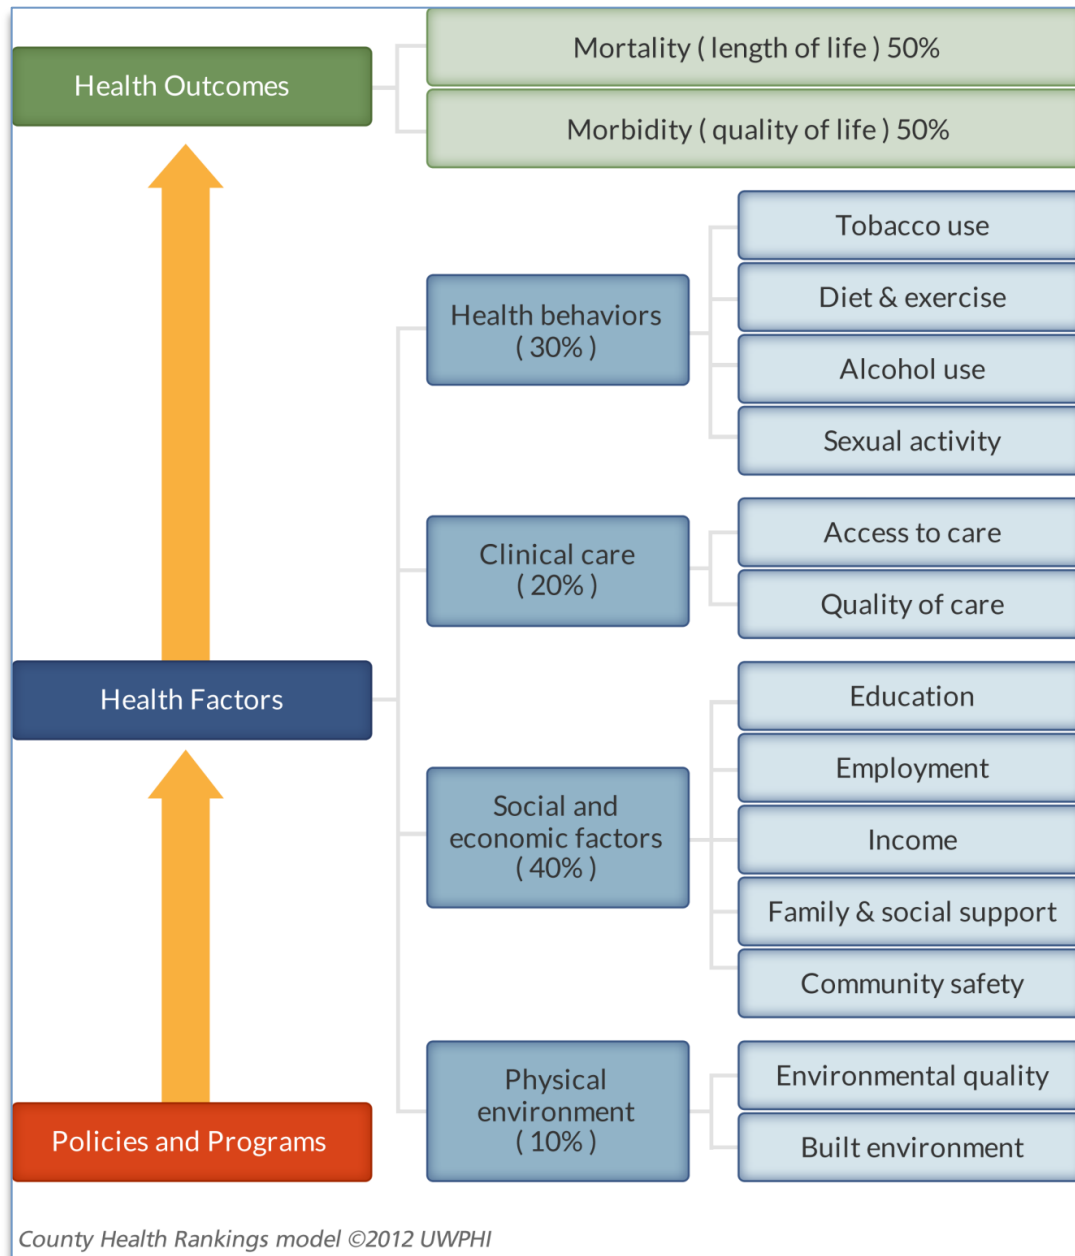 Health Outcomes
Mortality ( length of life ) 50%
Morbidity ( quality of life ) 50%
Health Factors
Health behaviors
( 30% )
Tobacco use
Diet & exercise
Alcohol use
Sexual activity
Clinical care
( 20% )
Access to care
Quality of care
Social and
economic factors
( 40% )
Education
Employment
Income
Family & social support
Community safety
Physical
environment
( 10% )
Environmental quality
Built environment
Policies and Programs
County Health Rankings model ©2012 UWPHI